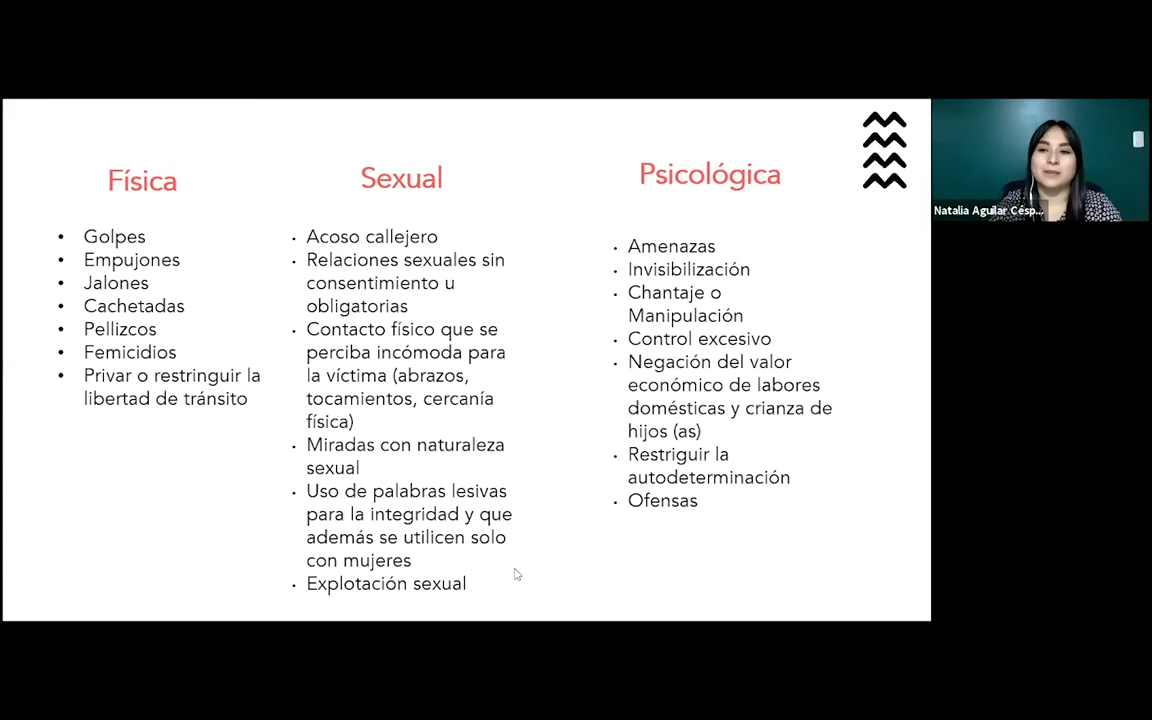 Física
Golpes
Empujones
Jalones
Cachetadas
Pellizcos
Femicidios
Privar o restringuir la
libertad de tránsito
Sexual
Acoso callejero
Relaciones sexuales sin
consentimiento u
obligatorias
Contacto físico que se
perciba incómoda para
la víctima (abrazos,
tocamientos, cercanía
física)
Miradas con naturaleza
sexual
Uso de palabras lesivas
para la integridad y que
además se utilicen solo
con mujeres
Explotación sexual
Psicológica
Amenazas
Invisibilización
Chantaje o
Manipulación
Control excesivo
Negación del valor
económico de labores
domésticas y crianza de
hijos (as)
Restriguir la
autodeterminación
Ofensas
Natalia Aguilar Césp...